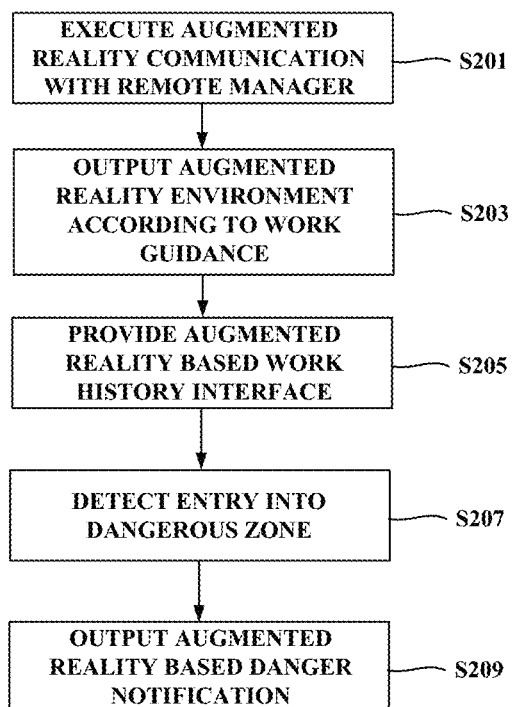 EXECUTE AUGMENTED
REALITY COMMUNICATION
WITH REMOTE MANAGER
S201
OUTPUT AUGMENTED
REALITY ENVIRONMENT
ACCORDING TO WORK
GUIDANCE
S203
PROVIDE AUGMENTED
REALITY BASED WORK
HISTORY INTERFACE
S205
DETECT ENTRY INTO
DANGEROUS ZONE
S207
OUTPUT AUGMENTED
REALITY BASED DANGER
NOTIFICATION
S209